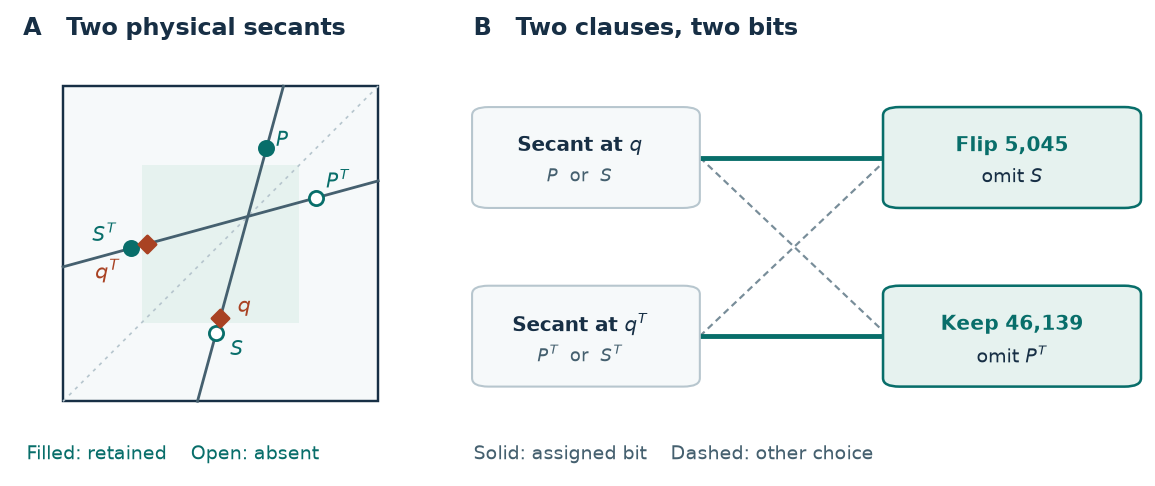 A Two physical secants
P
P^T
S^T
q^T
q
S
Filled: retained Open: absent
B Two clauses, two bits
Secant at q
P or S
Flip 5,045
omit S
Secant at q^T
P^T or S^T
Keep 46,139
omit P^T
Solid: assigned bit Dashed: other choice